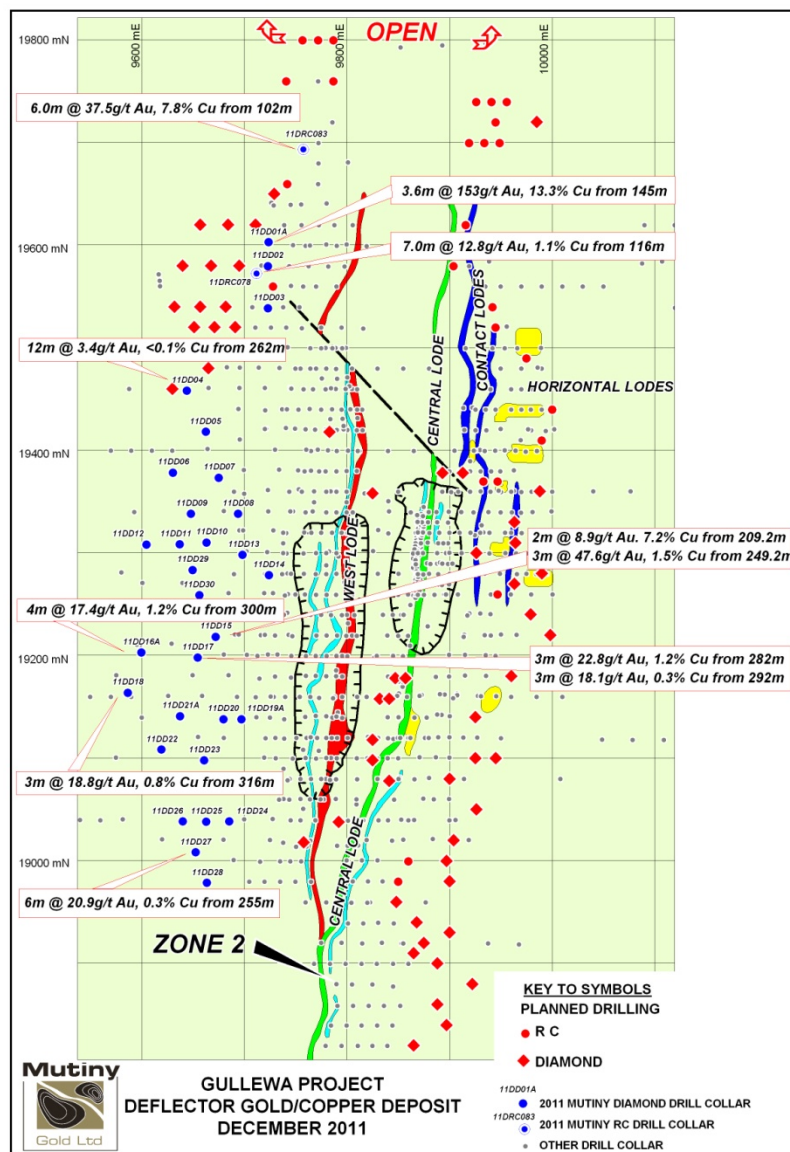 9600 mE
9800 mE
10000 mE
19800 mN
OPEN
6.0m @ 37.5g/t Au, 7.8% Cu from 102m
11DRC083
3.6m @ 153g/t Au, 13.3% Cu from 145m
11DD01A
19600 mN
11DD02
7.0m @ 12.8g/t Au, 1.1% Cu from 116m
11DRC078
11DD03
12m @ 3.4g/t Au, <0.1% Cu from 262m
CENTRAL LODE
CONTACT LODES
HORIZONTAL LODES
11DD04
11DD05
19400 mN
11DD06
11DD07
11DD09
11DD08
11DD12
11DD11
11DD10
11DD13
2m @ 8.9g/t Au. 7.2% Cu from 209.2m
3m @ 47.6g/t Au, 1.5% Cu from 249.2m
11DD29
11DD14
WEST LODE
11DD30
4m @ 17.4g/t Au, 1.2% Cu from 300m
11DD15
19200 mN
11DD16A
11DD17
3m @ 22.8g/t Au, 1.2% Cu from 282m
3m @ 18.1g/t Au, 0.3% Cu from 292m
11DD18
11DD21A
11DD20
11DD19A
11DD22
11DD23
3m @ 18.8g/t Au, 0.8% Cu from 316m
11DD26
11DD25
11DD24
19000 mN
11DD27
11DD28
CENTRAL LODE
6m @ 20.9g/t Au, 0.3% Cu from 255m
ZONE 2
KEY TO SYMBOLS
PLANNED DRILLING
R C
DIAMOND
11DD01A
2011 MUTINY DIAMOND DRILL COLLAR
11DRC083
2011 MUTINY RC DRILL COLLAR
OTHER DRILL COLLAR
Mutiny
Gold Ltd
GULLEWA PROJECT
DEFLECTOR GOLD/COPPER DEPOSIT
DECEMBER 2011